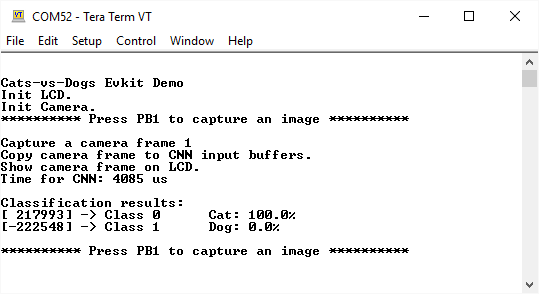 COM52 - Tera Term VT
File Edit Setup Control Window Help
Cats-vs-Dogs Evkit Demo
Init LCD.
Init Camera.
********** Press PB1 to capture an image **********
Capture a camera frame 1
Copy camera frame to CNN input buffers.
Show camera frame on LCD.
Time for CNN: 4085 us
Classification results:
[ 217993] -> Class 0 Cat: 100.0%
[-222548] -> Class 1 Dog: 0.0%
********** Press PB1 to capture an image **********